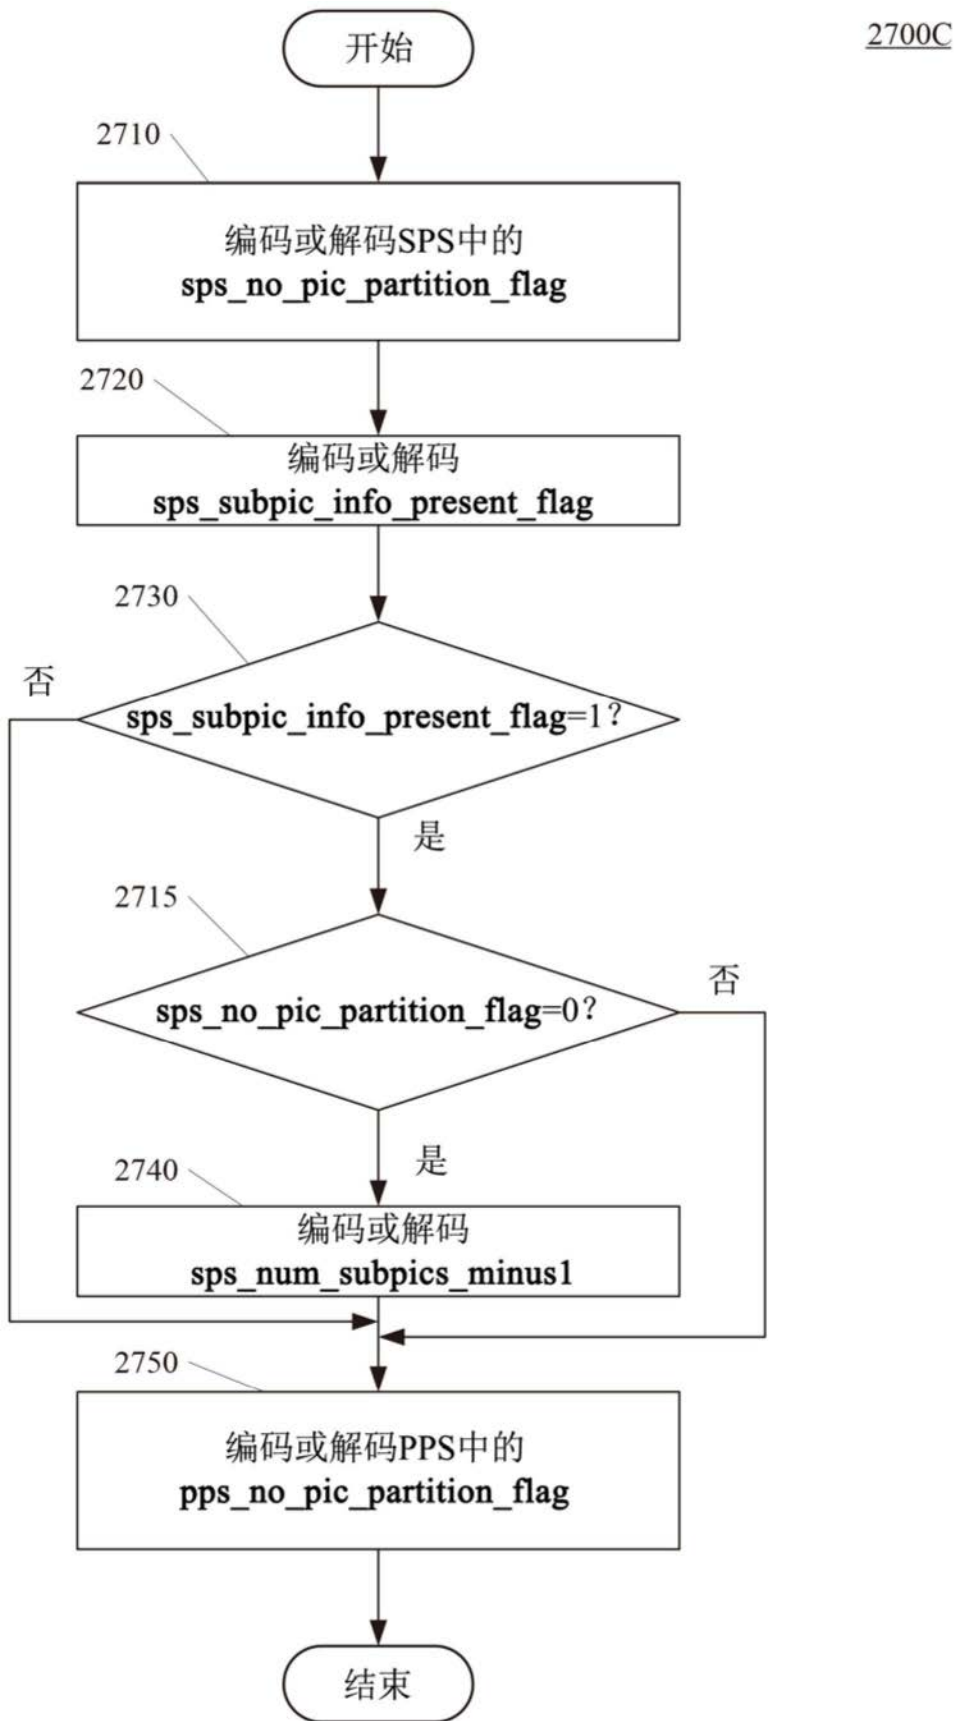 开始
2700C
2710
编码或解码SPS中的
sps_no_pic_partition_flag
2720
编码或解码
sps_subpic_info_present_flag
2730
否
sps_subpic_info_present_flag=1?
是
2715
否
sps_no_pic_partition_flag=0?
是
2740
编码或解码
sps_num_subpics_minus1
2750
编码或解码PPS中的
pps_no_pic_partition_flag
结束